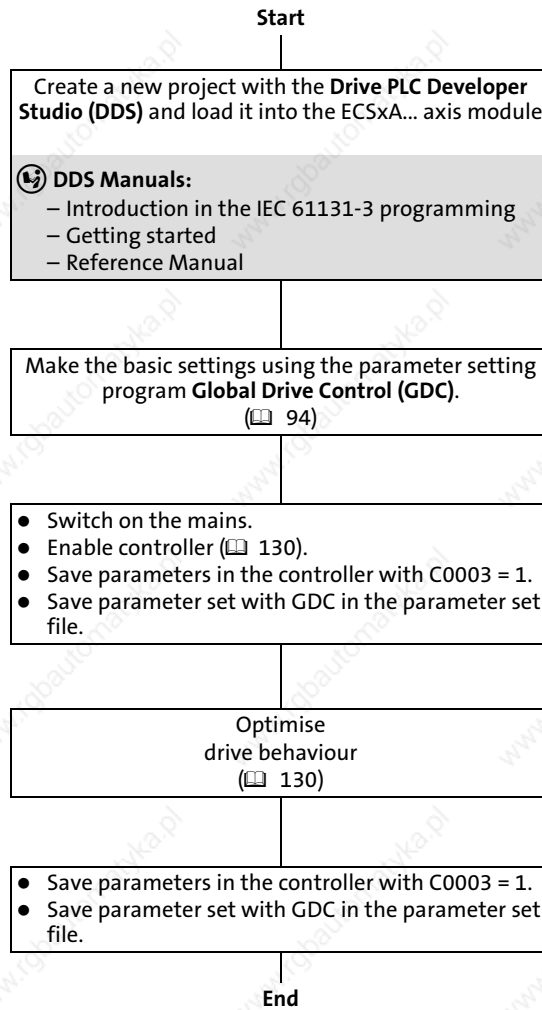 Start
Create a new project with the Drive PLC Developer
Studio (DDS) and load it into the ECSxA... axis module
DDS Manuals:
– Introduction in the IEC 61131-3 programming
– Getting started
– Reference Manual
Make the basic settings using the parameter setting
program Global Drive Control (GDC).
(🕮 94)
● Switch on the mains.
● Enable controller (🕮 130).
● Save parameters in the controller with C0003 = 1.
● Save parameter set with GDC in the parameter set
file.
Optimise
drive behaviour
(🕮 130)
● Save parameters in the controller with C0003 = 1.
● Save parameter set with GDC in the parameter set
file.
End
www.rgbautomatyka.pl